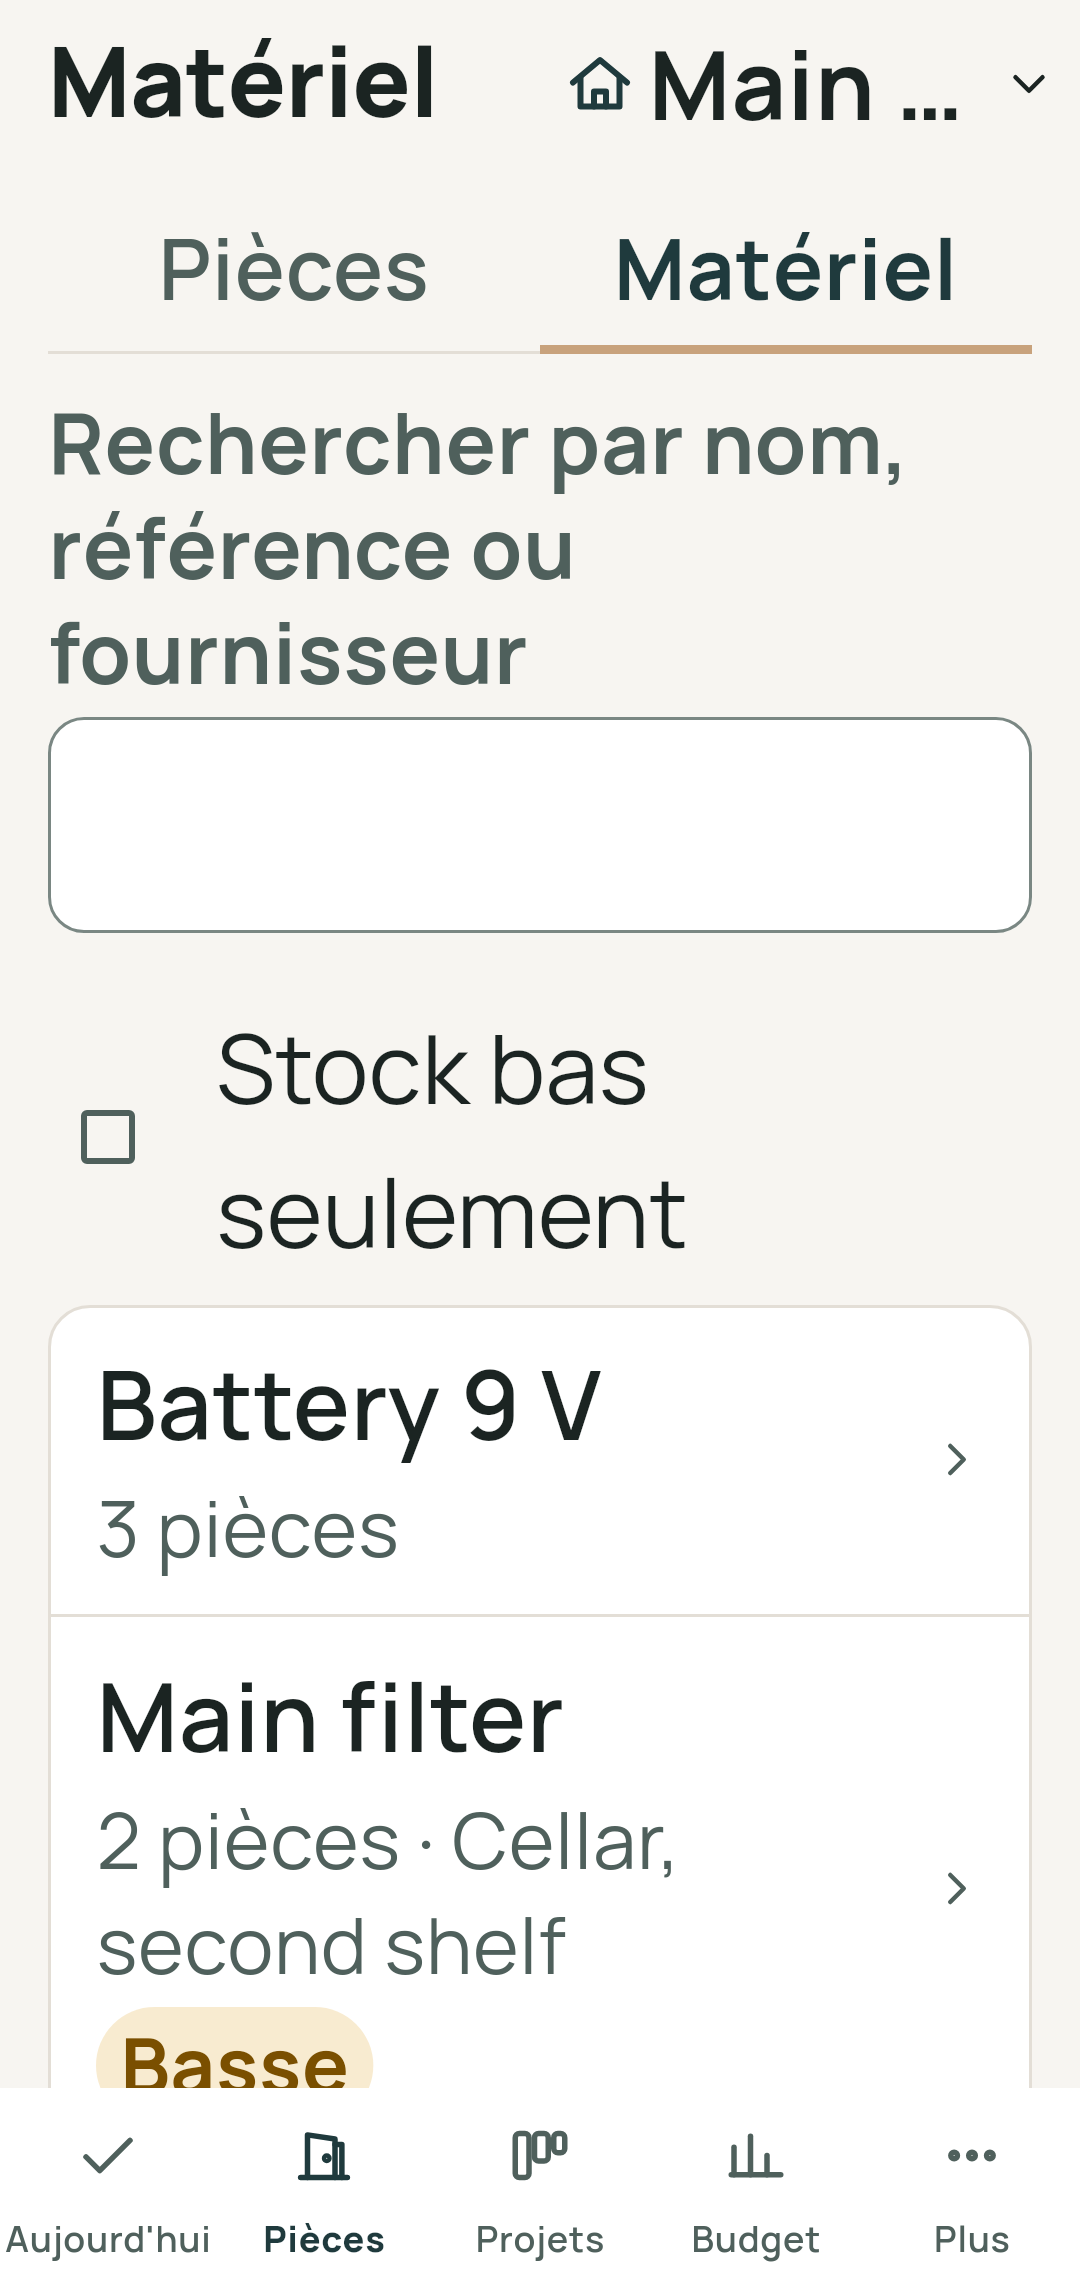 Matériel
Main ...
Pièces
Matériel
Rechercher par nom,
référence ou
fournisseur
Stock bas
seulement
Battery 9 V
3 pièces
Main filter
2 pièces · Cellar,
second shelf
Basse
Aujourd'hui
Pièces
Projets
Budget
Plus